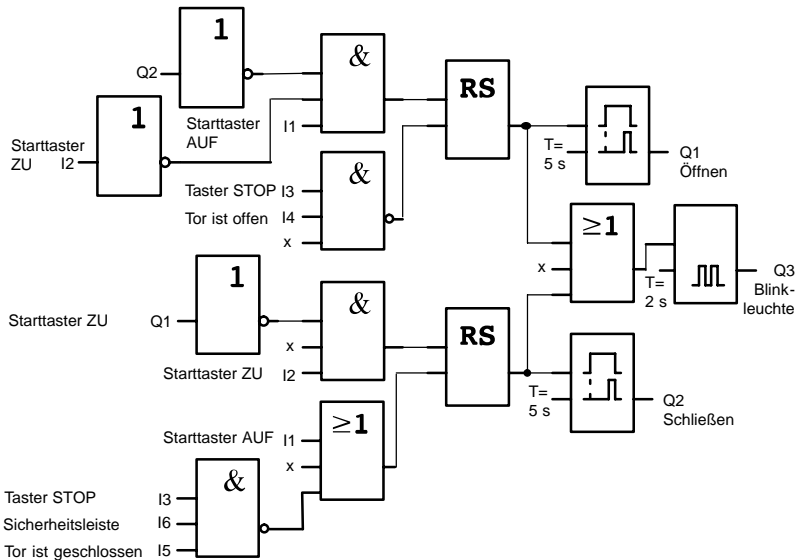 1
&
RS
Q2
1
Starttaster
AUF
I1
Starttaster
ZU
I2
T=
5 s
Q1
Öffnen
&
Taster STOP I3
Tor ist offen I4
x
≥1
x
T=
2 s
Q3
Blink-
leuchte
1
&
RS
Starttaster ZU Q1
x
Starttaster ZU I2
T=
5 s
Q2
Schließen
≥1
Starttaster AUF I1
x
&
Taster STOP I3
Sicherheitsleiste I6
Tor ist geschlossen I5